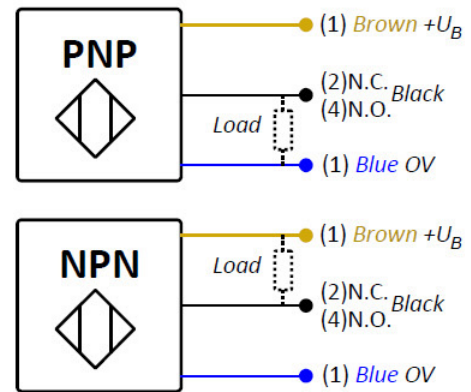 PNP
(1) Brown +UB
(2)N.C.
(4)N.O. Black
Load
(1) Blue OV
NPN
(1) Brown +UB
Load
(2)N.C.
(4)N.O. Black
(1) Blue OV